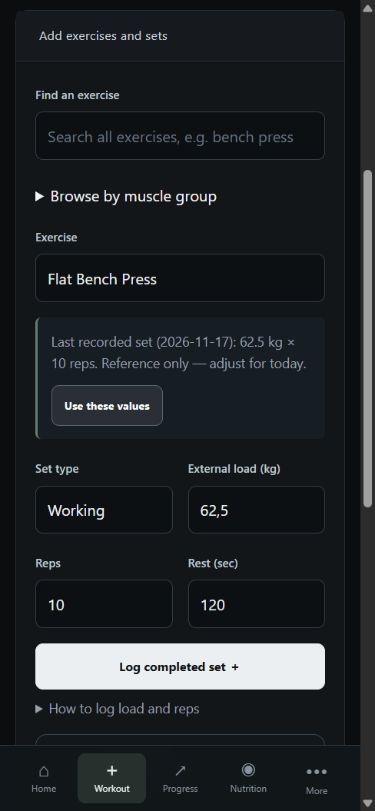 Add exercises and sets
Find an exercise
Search all exercises, e.g. bench press
Browse by muscle group
Exercise
Flat Bench Press
Last recorded set (2026-11-17): 62.5 kg ×
10 reps. Reference only — adjust for today.
Use these values
Set type
External load (kg)
Working
62,5
Reps
Rest (sec)
10
120
Log completed set +
How to log load and reps
Home
Workout
Progress
Nutrition
More